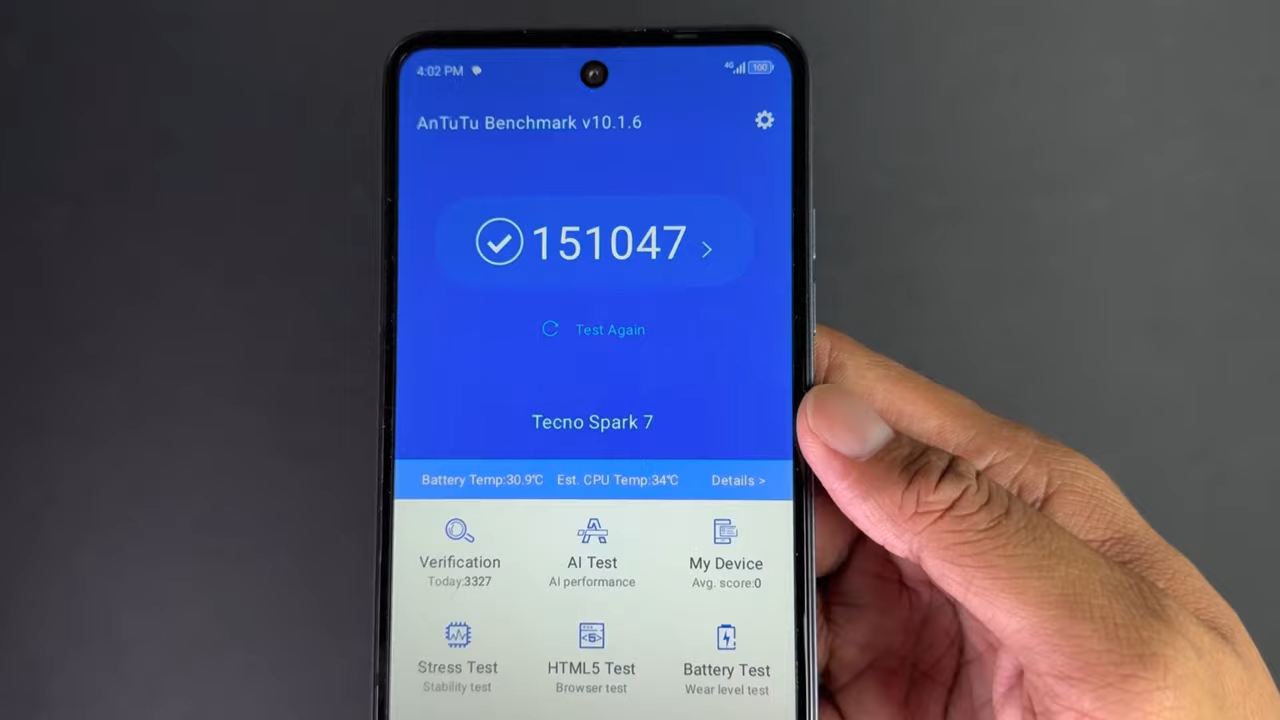 4:02 PM 4G 100
AnTuTu Benchmark v10.1.6
151047 >
Test Again
Tecno Spark 7
Battery Temp:30.9℃ Est. CPU Temp:34℃ Details >
Verification AI Test My Device
Today:3327 AI performance Avg. score:0
Stress Test HTML5 Test Battery Test
Stability test Browser test Wear level test